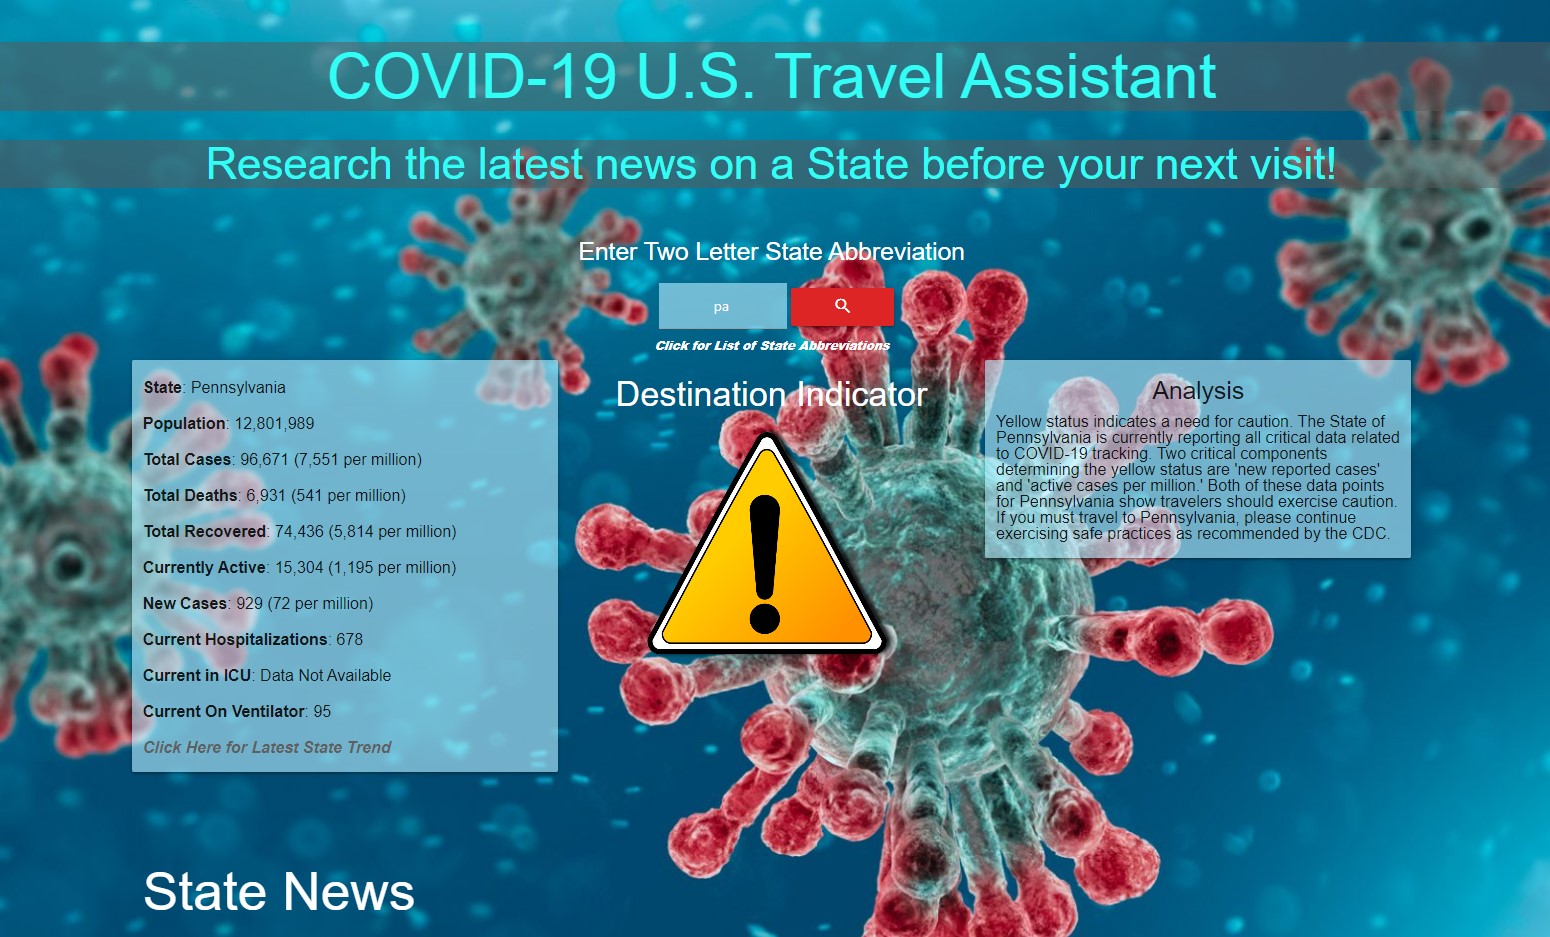 COVID-19 U.S. Travel Assistant
Research the latest news on a State before your next visit!
Enter Two Letter State Abbreviation
pa
Click for List of State Abbreviations
State: Pennsylvania
Population: 12,801,989
Total Cases: 96,671 (7,551 per million)
Total Deaths: 6,931 (541 per million)
Total Recovered: 74,436 (5,814 per million)
Currently Active: 15,304 (1,195 per million)
New Cases: 929 (72 per million)
Current Hospitalizations: 678
Current in ICU: Data Not Available
Current On Ventilator: 95
Click Here for Latest State Trend
Destination Indicator
Analysis
Yellow status indicates a need for caution. The State of
Pennsylvania is currently reporting all critical data related
to COVID-19 tracking. Two critical components
determining the yellow status are 'new reported cases'
and 'active cases per million.' Both of these data points
for Pennsylvania show travelers should exercise caution.
If you must travel to Pennsylvania, please continue
exercising safe practices as recommended by the CDC.
State News